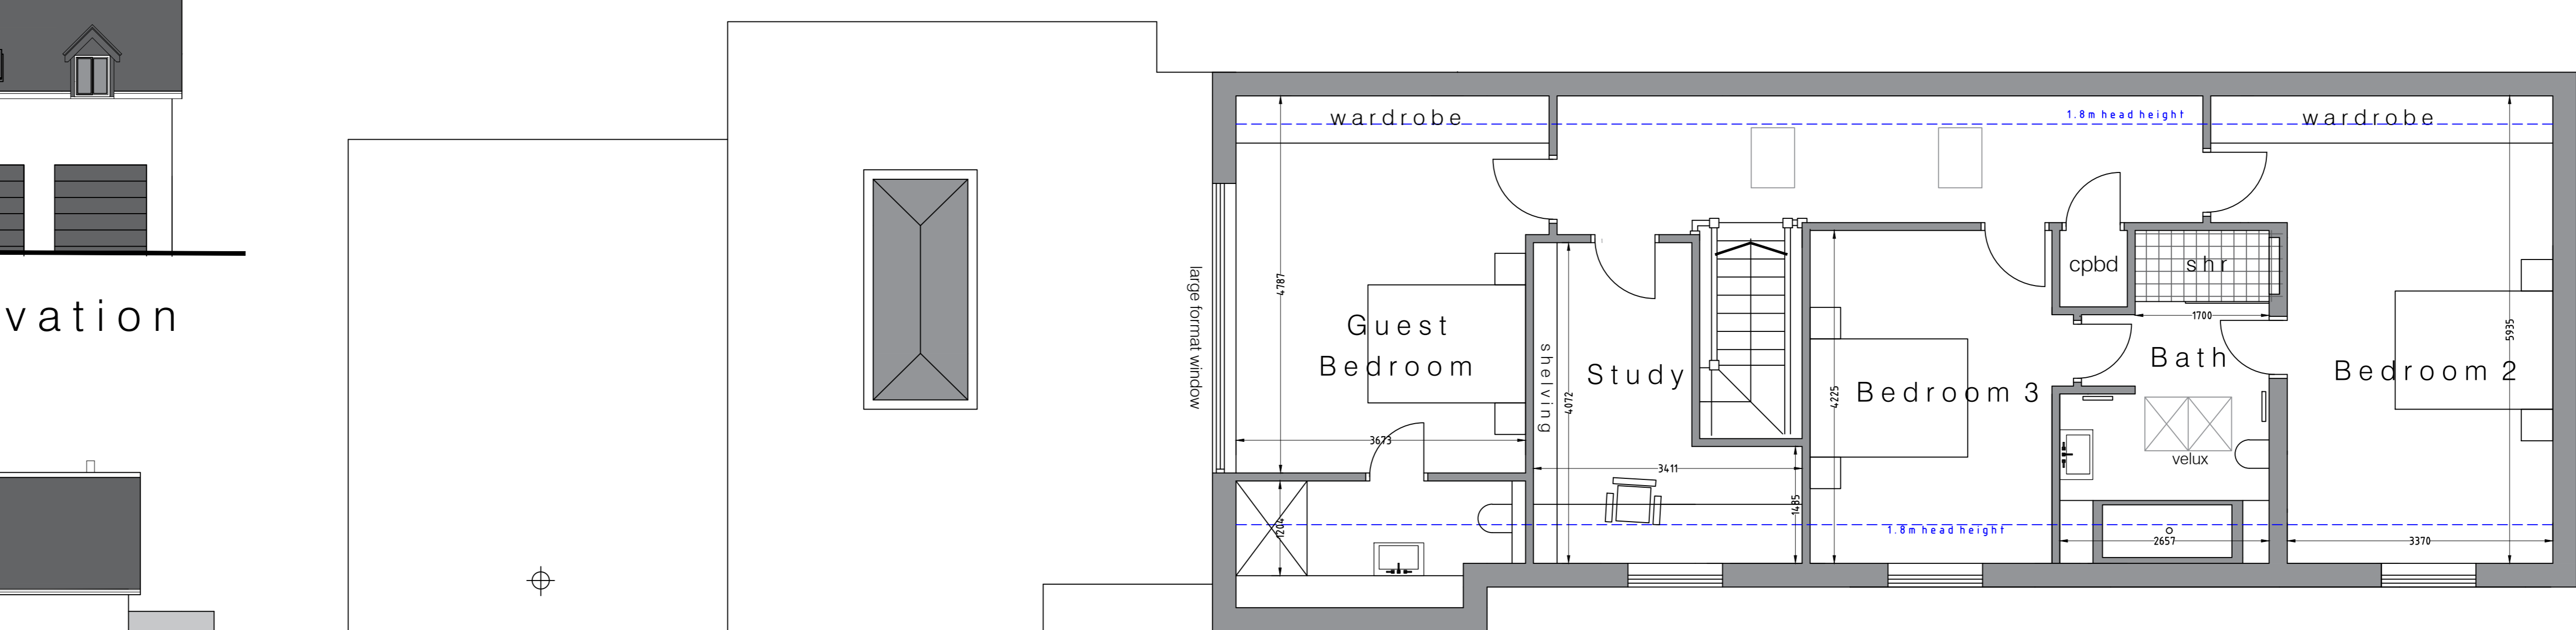 vation
wardrobe
1.8m head height
wardrobe
large format window
4787
Guest
Bedroom
3673
1204
shelving
4072
Study
3411
1485
4225
Bedroom 3
1.8m head height
cpbd
shr
1700
Bath
velux
2657
5935
Bedroom 2
3370